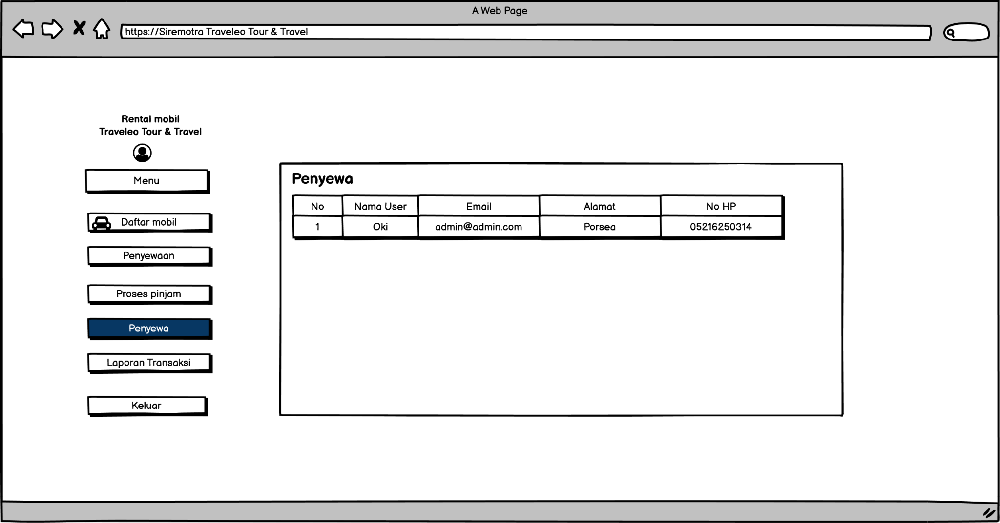 A Web Page
https://Siremotra Traveleo Tour & Travel
Rental mobil
Traveleo Tour & Travel
Menu
Daftar mobil
Penyewaan
Proses pinjam
Penyewa
Laporan Transaksi
Keluar
Penyewa
No Nama User Email Alamat No HP
1 Oki admin@admin.com Porsea 05216250314